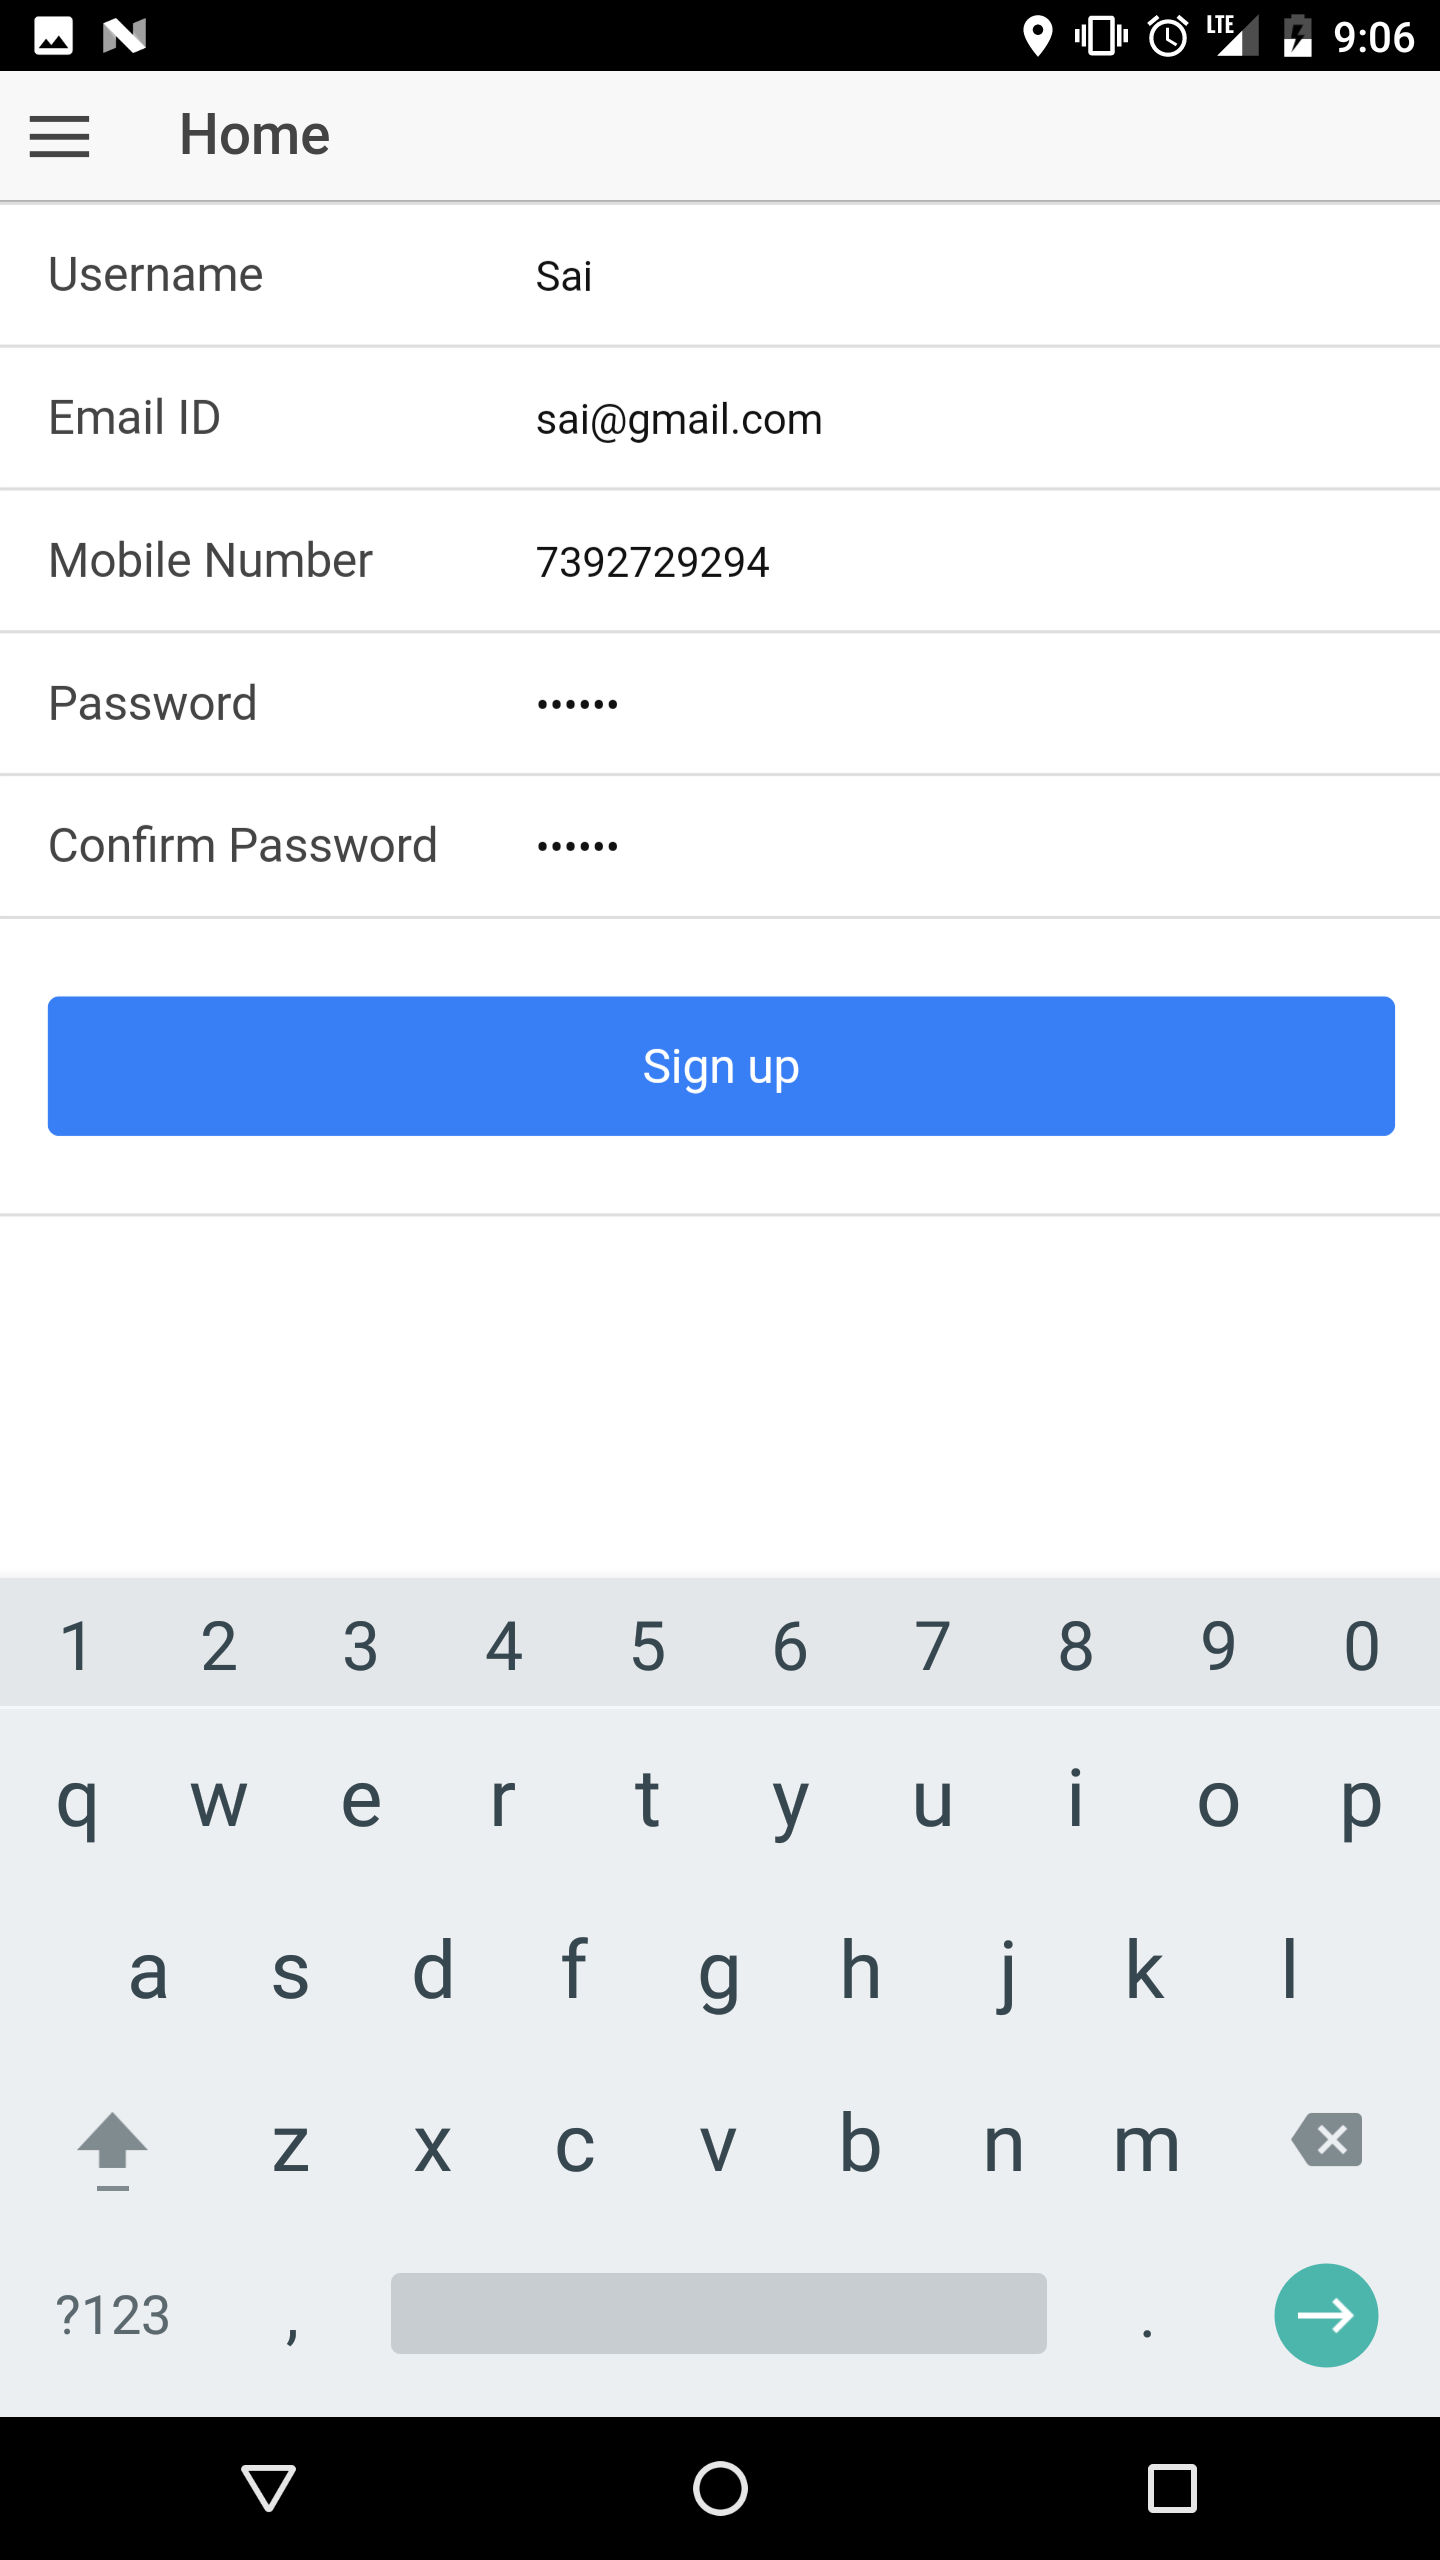 LTE 9:06
Home
Username Sai
Email ID sai@gmail.com
Mobile Number 7392729294
Password ••••••
Confirm Password ••••••
Sign up
1 2 3 4 5 6 7 8 9 0
q w e r t y u i o p
a s d f g h j k l
z x c v b n m
?123 , .